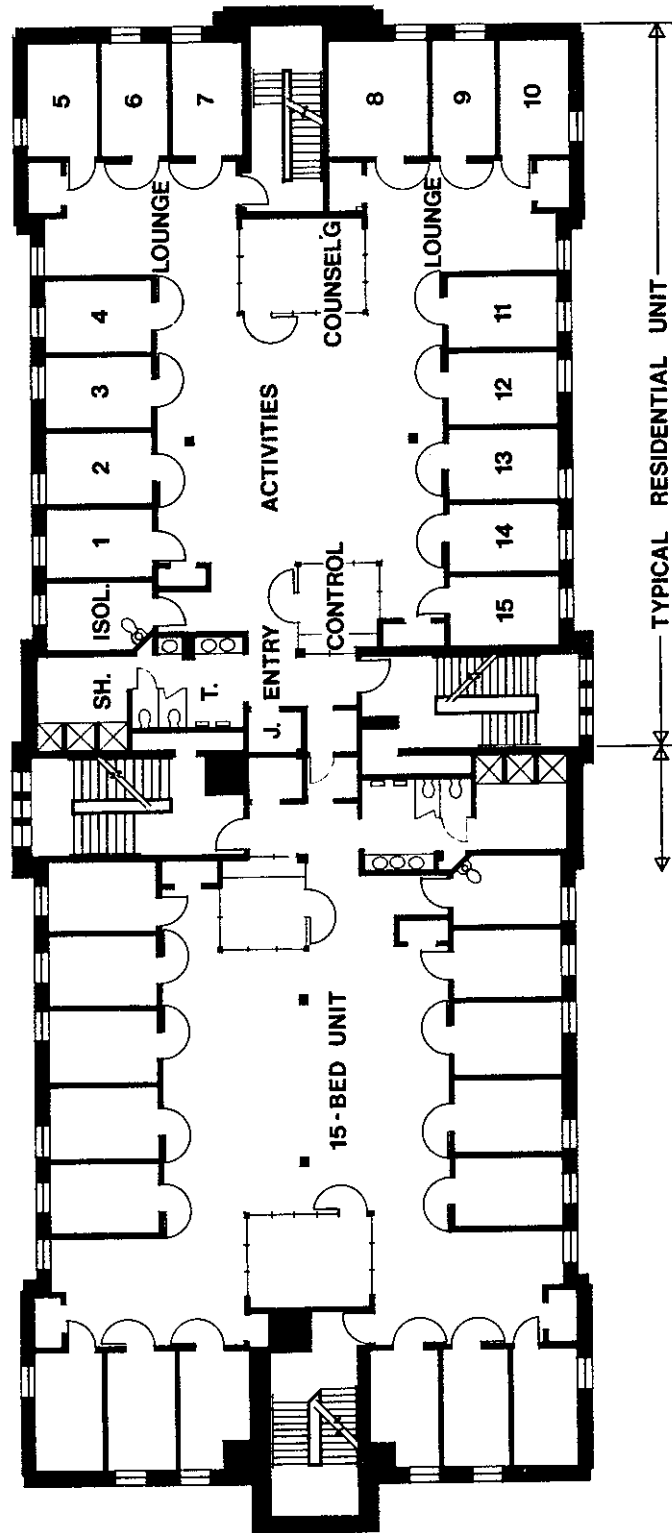 5
6
7
8
9
10
LOUNGE
LOUNGE
COUNSEL'G
4
3
2
1
ISOL.
11
12
13
14
15
ACTIVITIES
CONTROL
ENTRY
SH.
T.
J.
15-BED UNIT
TYPICAL RESIDENTIAL UNIT